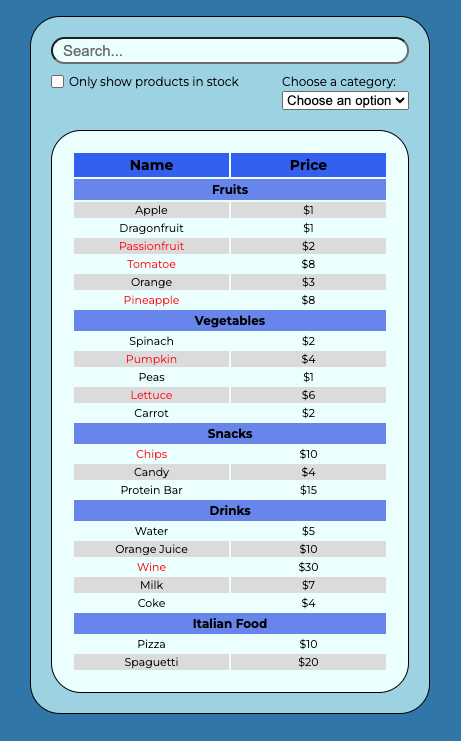 Search...
Only show products in stock
Choose a category:
Choose an option
Name Price
Fruits
Apple $1
Dragonfruit $1
Passionfruit $2
Tomatoe $8
Orange $3
Pineapple $8
Vegetables
Spinach $2
Pumpkin $4
Peas $1
Lettuce $6
Carrot $2
Snacks
Chips $10
Candy $4
Protein Bar $15
Drinks
Water $5
Orange Juice $10
Wine $30
Milk $7
Coke $4
Italian Food
Pizza $10
Spaguetti $20